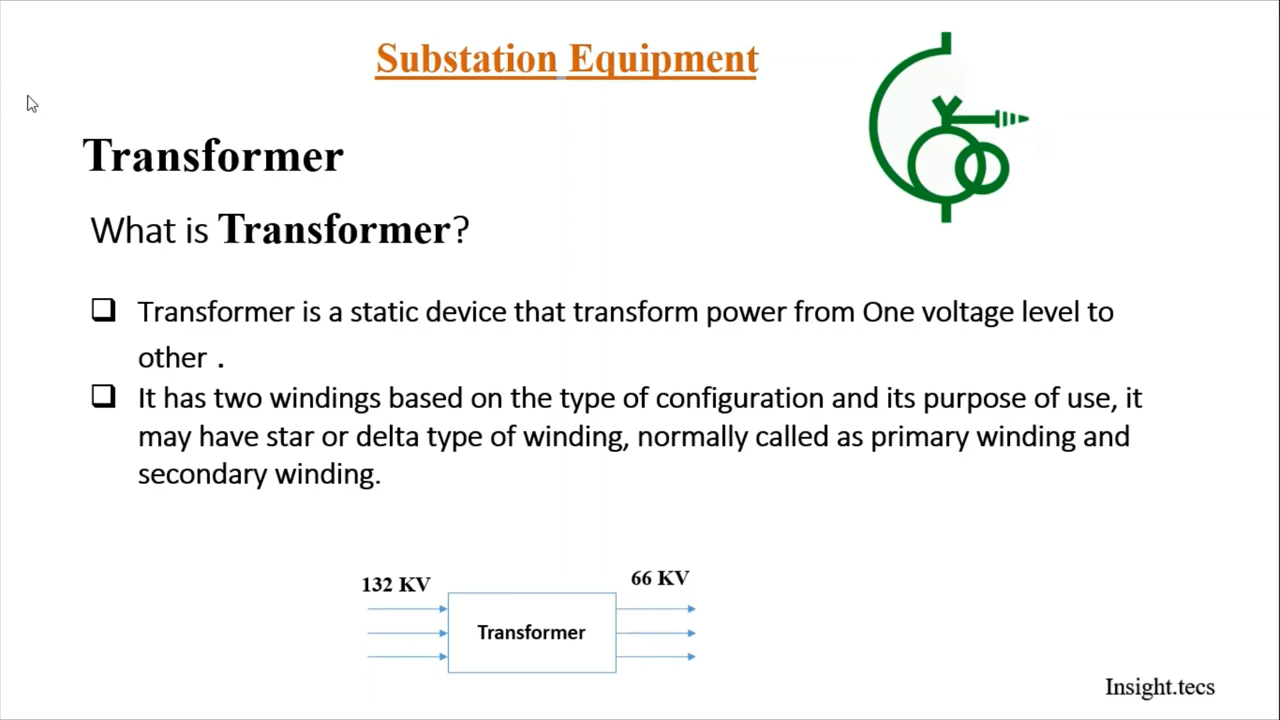 Substation Equipment
Transformer
What is Transformer?
Transformer is a static device that transform power from One voltage level to
other .
It has two windings based on the type of configuration and its purpose of use, it
may have star or delta type of winding, normally called as primary winding and
secondary winding.
132 KV
66 KV
Transformer
Insight.tecs